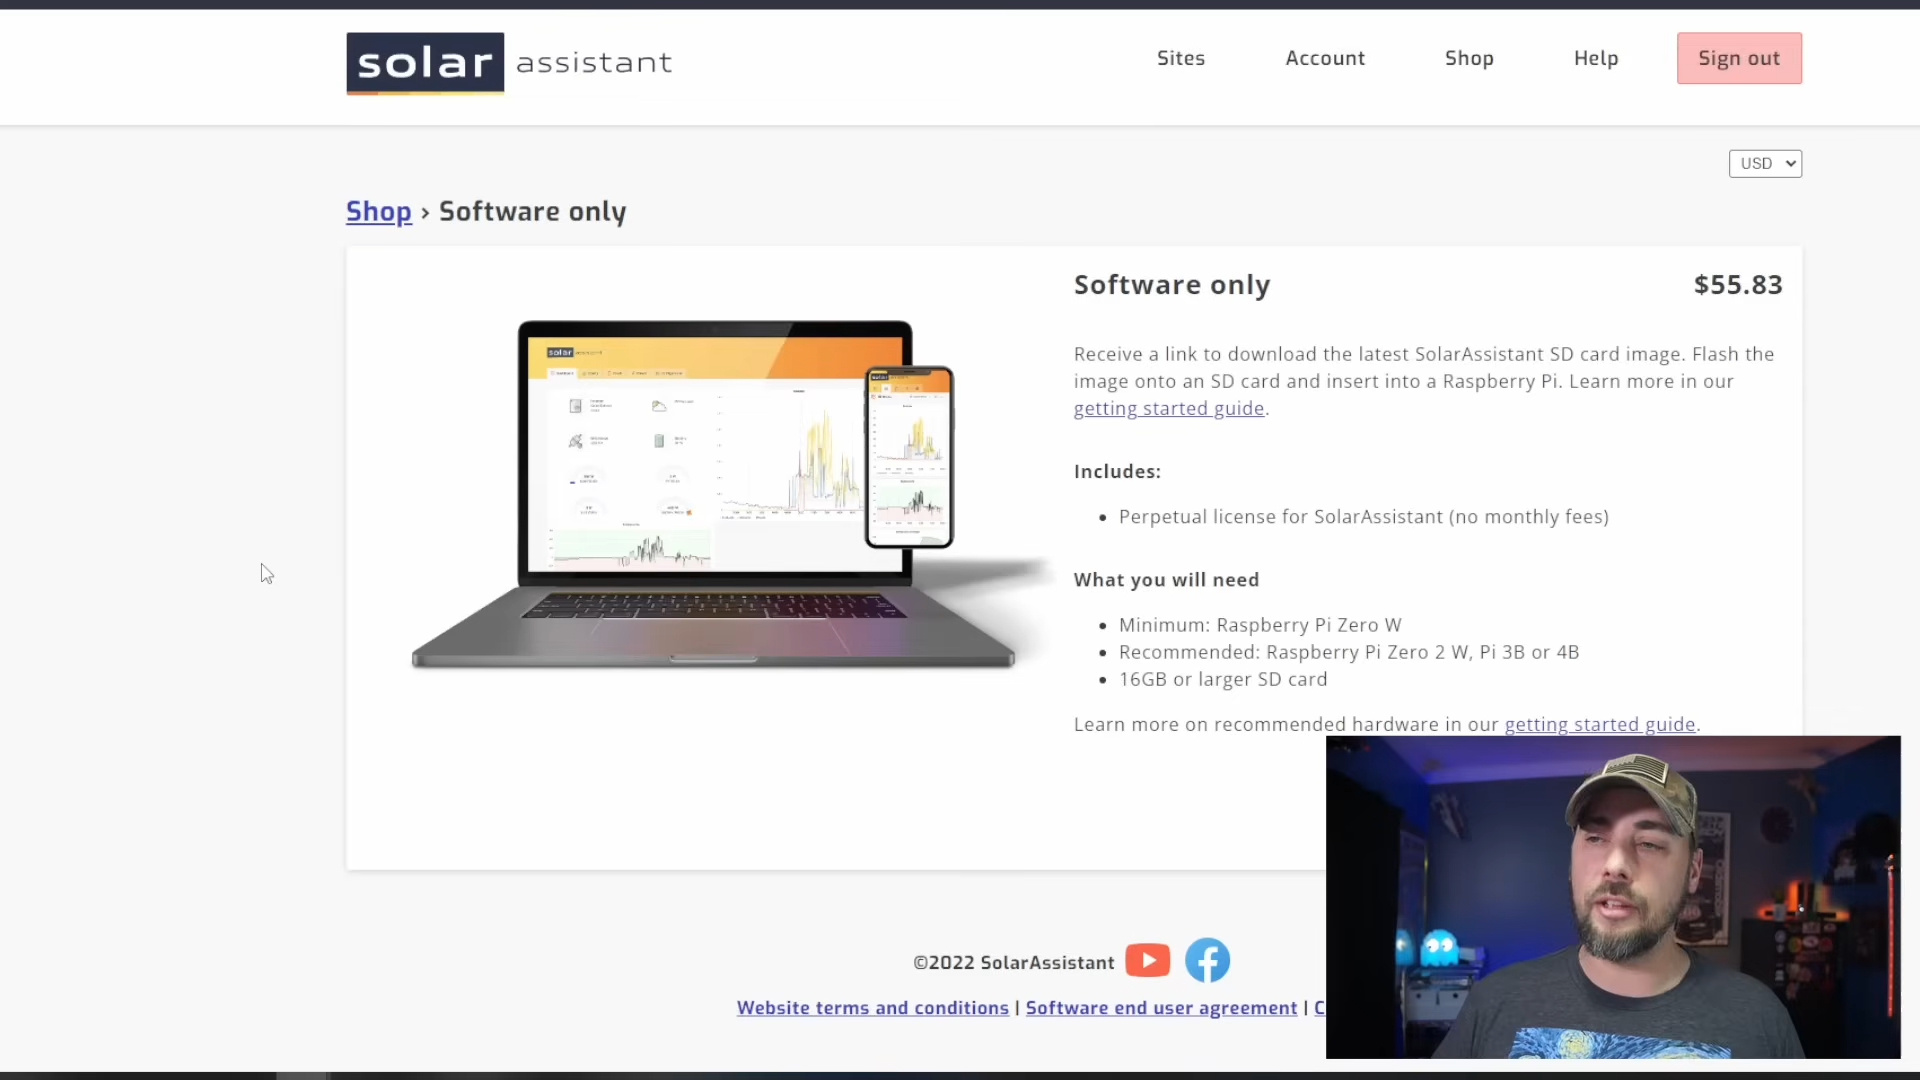 solar assistant
Sites
Account
Shop
Help
Sign out
USD
Shop › Software only
Software only
$55.83
Receive a link to download the latest SolarAssistant SD card image. Flash the
image onto an SD card and insert into a Raspberry Pi. Learn more in our
getting started guide.
Includes:
• Perpetual license for SolarAssistant (no monthly fees)
What you will need
• Minimum: Raspberry Pi Zero W
• Recommended: Raspberry Pi Zero 2 W, Pi 3B or 4B
• 16GB or larger SD card
Learn more on recommended hardware in our getting started guide.
solar
©2022 SolarAssistant
Website terms and conditions | Software end user agreement | C